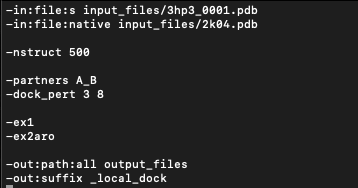 -in:file:s input_files/3hp3_0001.pdb
-in:file:native input_files/2k04.pdb
-nstruct 500
-partners A_B
-dock_pert 3 8
-ex1
-ex2aro
-out:path:all output_files
-out:suffix _local_dock